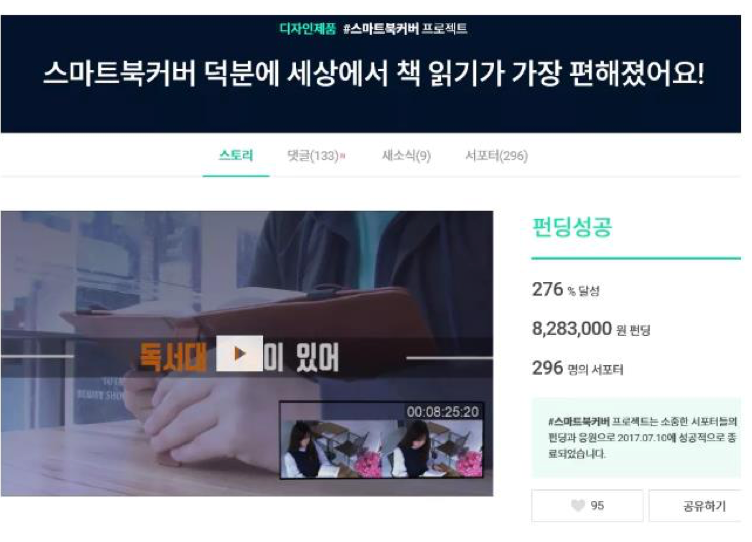 디자인제품 #스마트북커버 프로젝트
스마트북커버 덕분에 세상에서 책 읽기가 가장 편해졌어요!
스토리 댓글(133) 새소식(9) 서포터(296)
펀딩성공
276 % 달성
8,283,000 원 펀딩
296 명의 서포터
독서대 이 있어
00:08:25:20
#스마트북커버 프로젝트는 소중한 서포터들의
펀딩과 응원으로 2017.07.10에 성공적으로 종
료되었습니다.
95 공유하기